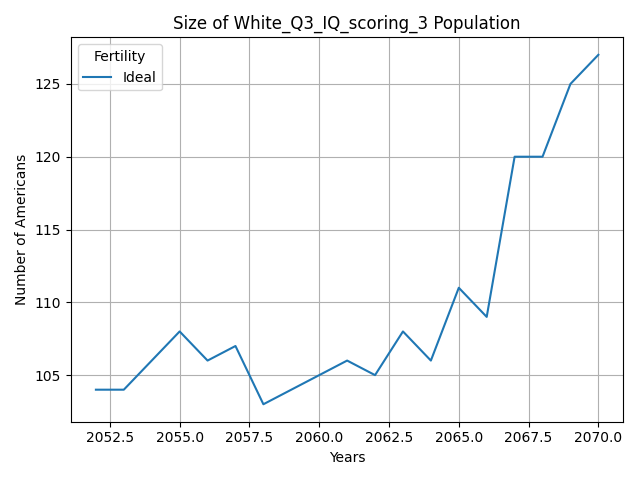 Size of White_Q3_IQ_scoring_3 Population
Fertility
Ideal
Number of Americans
125
120
115
110
105
2052.5 2055.0 2057.5 2060.0 2062.5 2065.0 2067.5 2070.0
Years